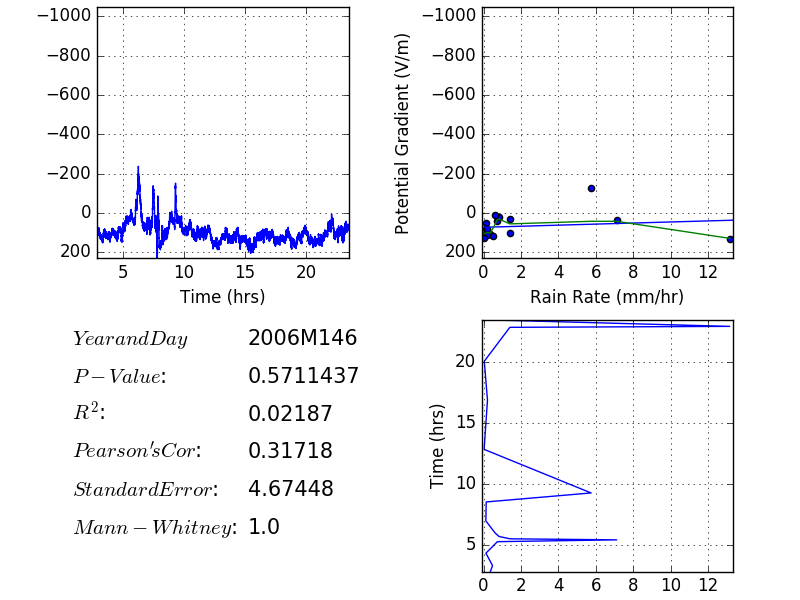 −1000
−800
−600
−400
−200
0
200
5 10 15 20
Time (hrs)
Potential Gradient (V/m)
−1000
−800
−600
−400
−200
0
200
0 2 4 6 8 10 12
Rain Rate (mm/hr)
YearandDay 2006M146
P−Value: 0.5711437
R²: 0.02187
Pearson'sCor: 0.31718
StandardError: 4.67448
Mann−Whitney: 1.0
Time (hrs)
20
15
10
5
0 2 4 6 8 10 12